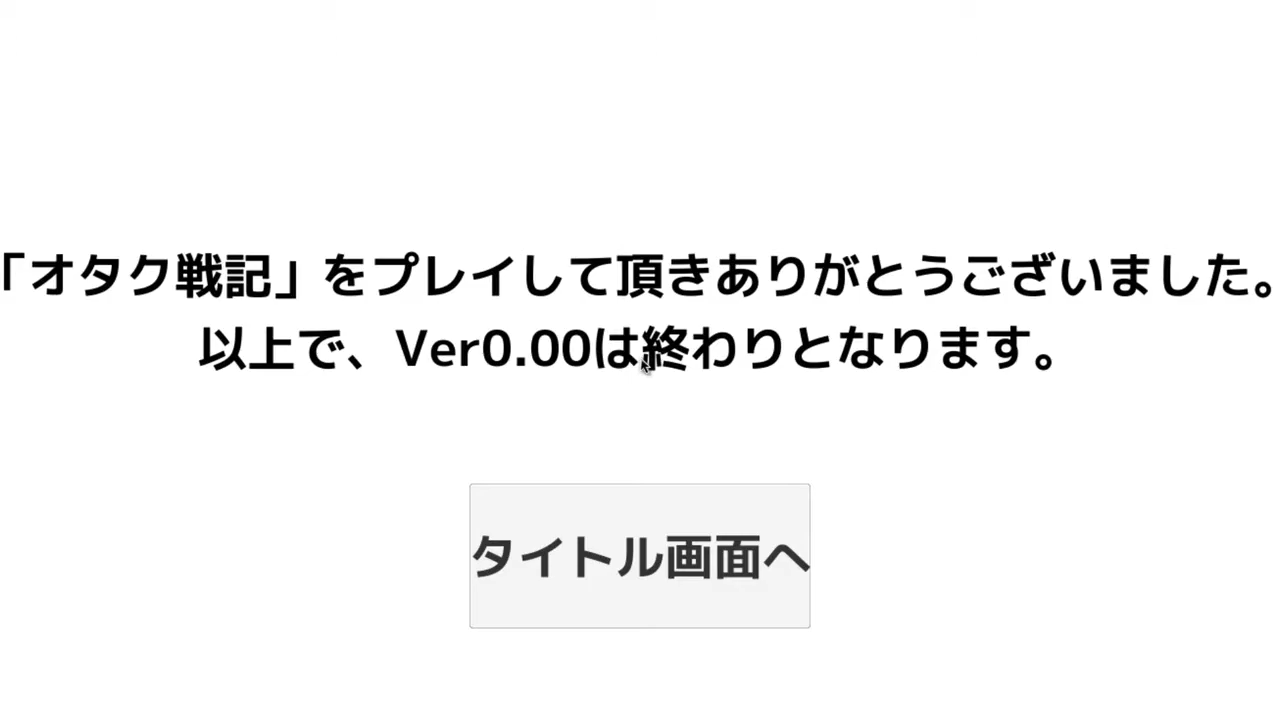 「オタク戦記」をプレイして頂きありがとうございました。
以上で、Ver0.00は終わりとなります。
タイトル画面へ